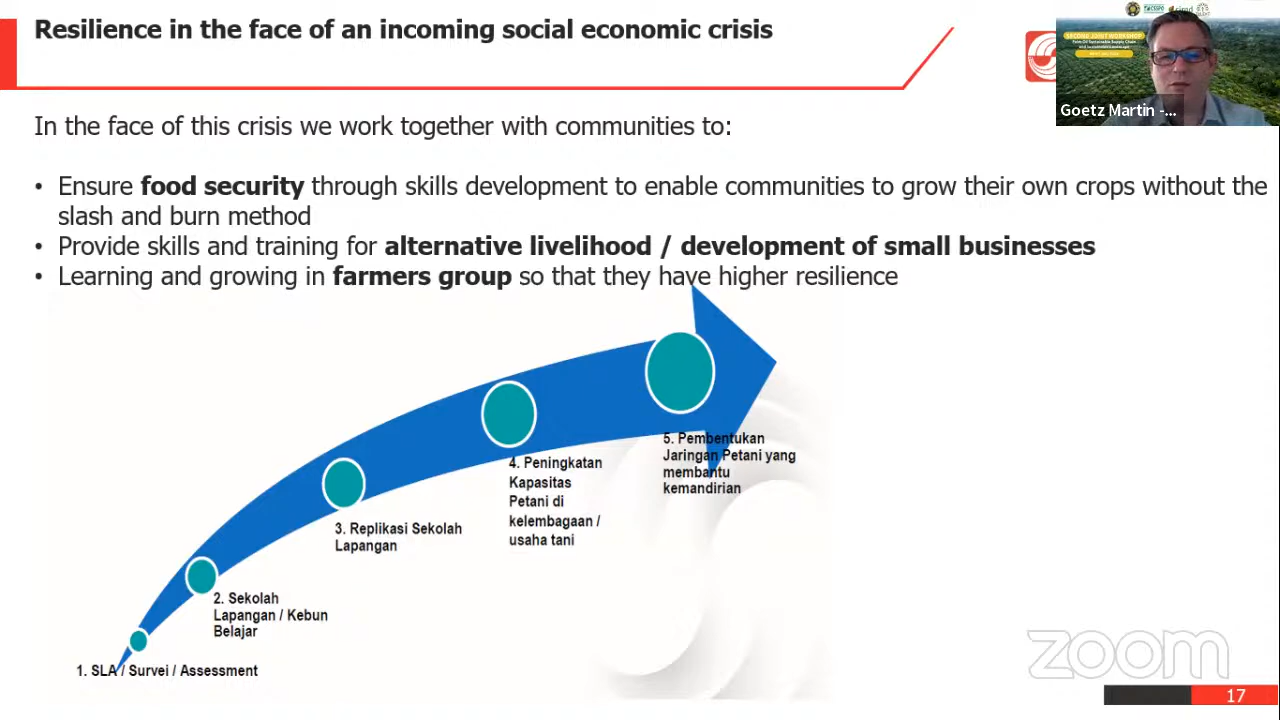 Resilience in the face of an incoming social economic crisis
SECOND JOINT WORKSHOP
Goetz Martin -...
In the face of this crisis we work together with communities to:
• Ensure food security through skills development to enable communities to grow their own crops without the
slash and burn method
• Provide skills and training for alternative livelihood / development of small businesses
• Learning and growing in farmers group so that they have higher resilience
5. Pembentukan
Jaringan Petani yang
membantu
kemandirian
4. Peningkatan
Kapasitas
Petani di
kelembagaan /
usaha tani
3. Replikasi Sekolah
Lapangan
2. Sekolah
Lapangan / Kebun
Belajar
1. SLA / Survei / Assessment
zoom
17